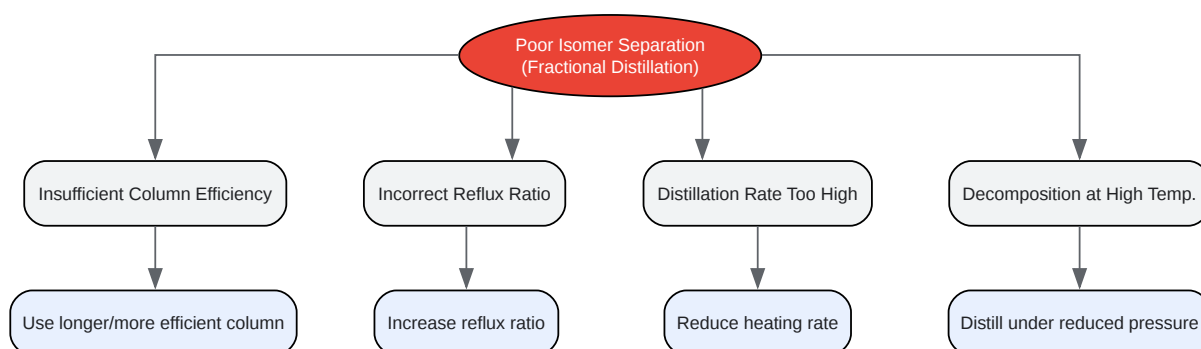 Poor Isomer Separation
(Fractional Distillation)
Insufficient Column Efficiency
Incorrect Reflux Ratio
Distillation Rate Too High
Decomposition at High Temp.
Use longer/more efficient column
Increase reflux ratio
Reduce heating rate
Distill under reduced pressure